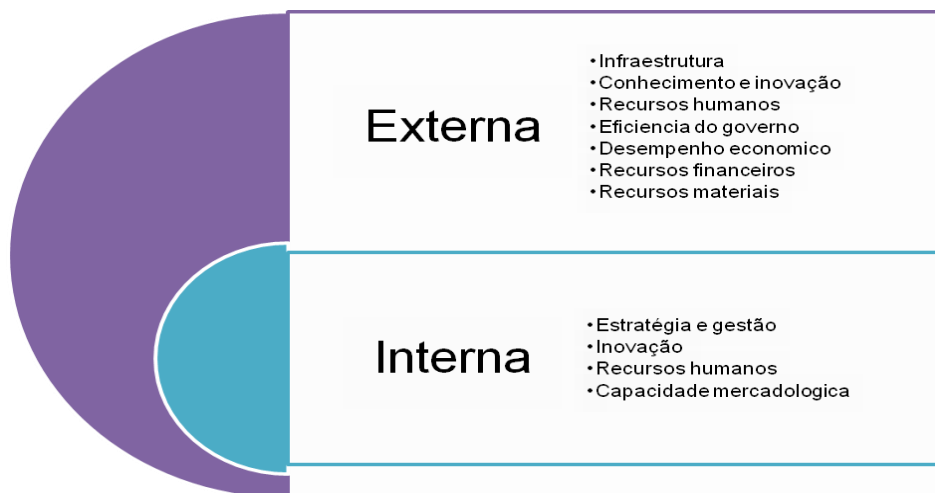 Externa
•Infraestrutura
•Conhecimento e inovação
•Recursos humanos
•Eficiencia do governo
•Desempenho economico
•Recursos financeiros
•Recursos materiais
Interna
•Estratégia e gestão
•Inovação
•Recursos humanos
•Capacidade mercadologica